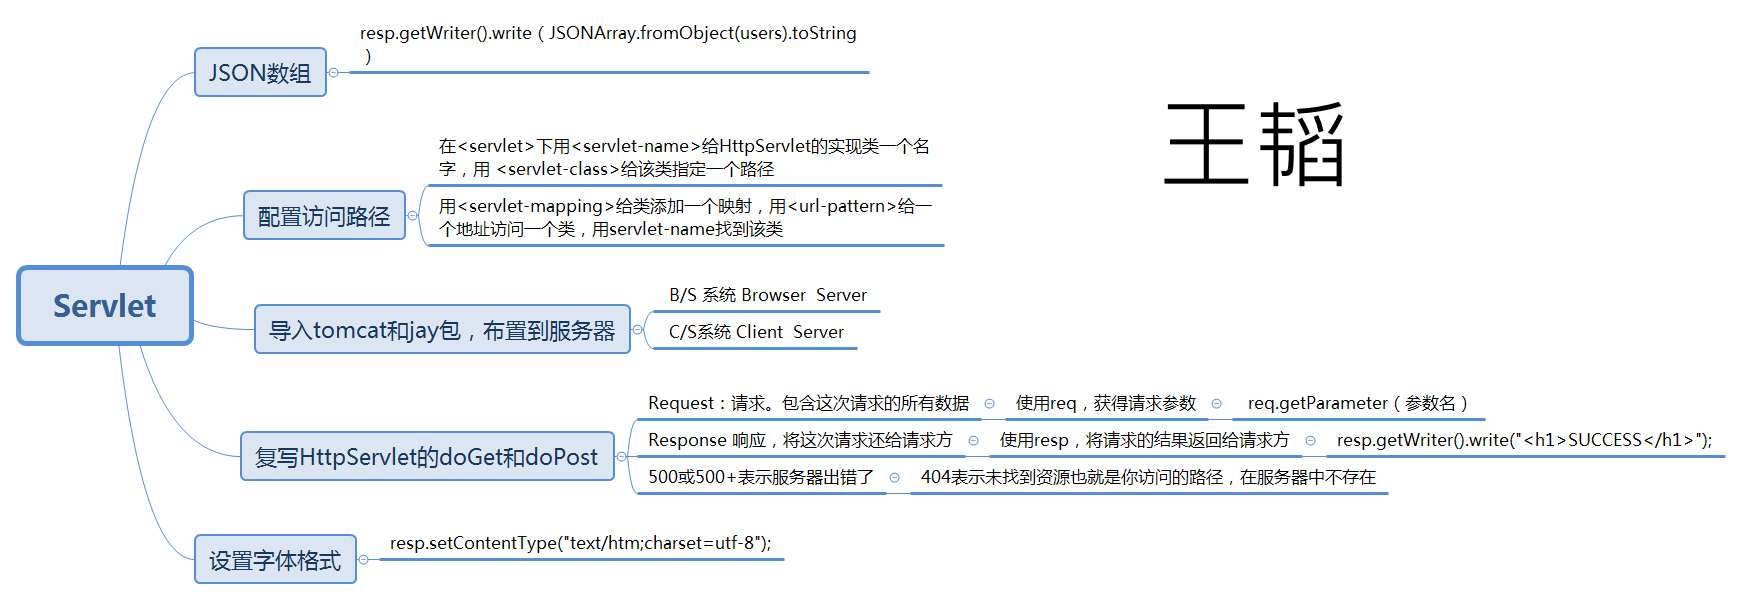 Servlet
JSON数组
resp.getWriter().write（JSONArray.fromObject(users).toString
）
王韬
配置访问路径
在<servlet>下用<servlet-name>给HttpServlet的实现类一个名
字，用 <servlet-class>给该类指定一个路径
用<servlet-mapping>给类添加一个映射，用<url-pattern>给一
个地址访问一个类，用servlet-name找到该类
导入tomcat和jay包，布置到服务器
B/S 系统 Browser  Server
C/S系统 Client  Server
复写HttpServlet的doGet和doPost
Request：请求。包含这次请求的所有数据
使用req，获得请求参数
req.getParameter（参数名）
Response 响应，将这次请求还给请求方
使用resp，将请求的结果返回给请求方
resp.getWriter().write("<h1>SUCCESS</h1>");
500或500+表示服务器出错了
404表示未找到资源也就是你访问的路径，在服务器中不存在
设置字体格式
resp.setContentType("text/htm;charset=utf-8");